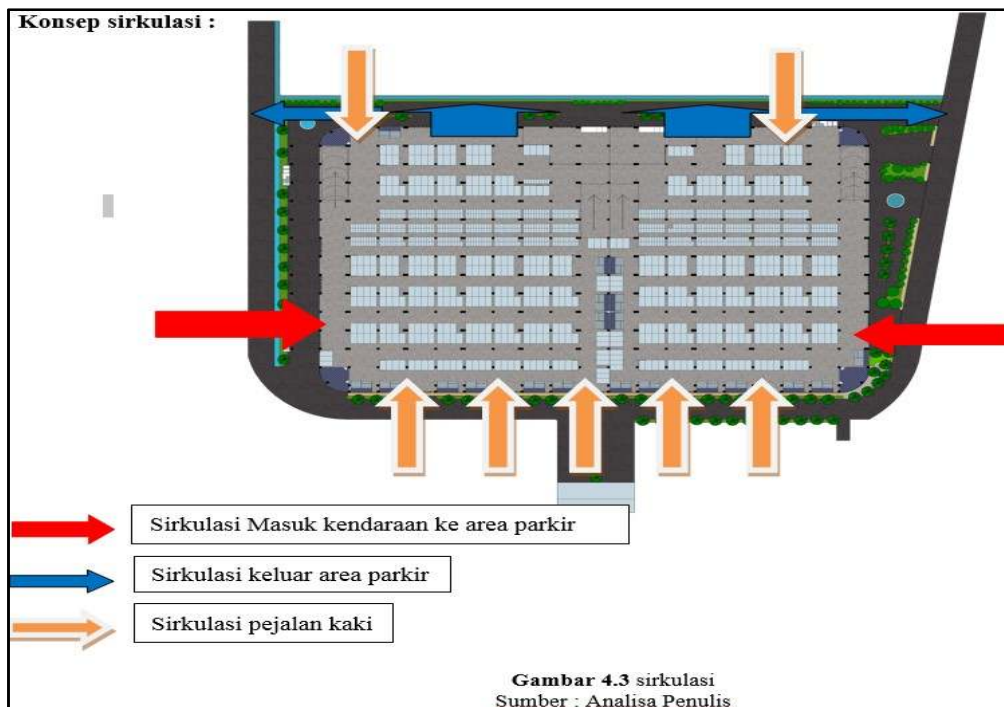 Konsep sirkulasi :
Sirkulasi Masuk kendaraan ke area parkir
Sirkulasi keluar area parkir
Sirkulasi pejalan kaki
Gambar 4.3 sirkulasi
Sumber : Analisa Penulis